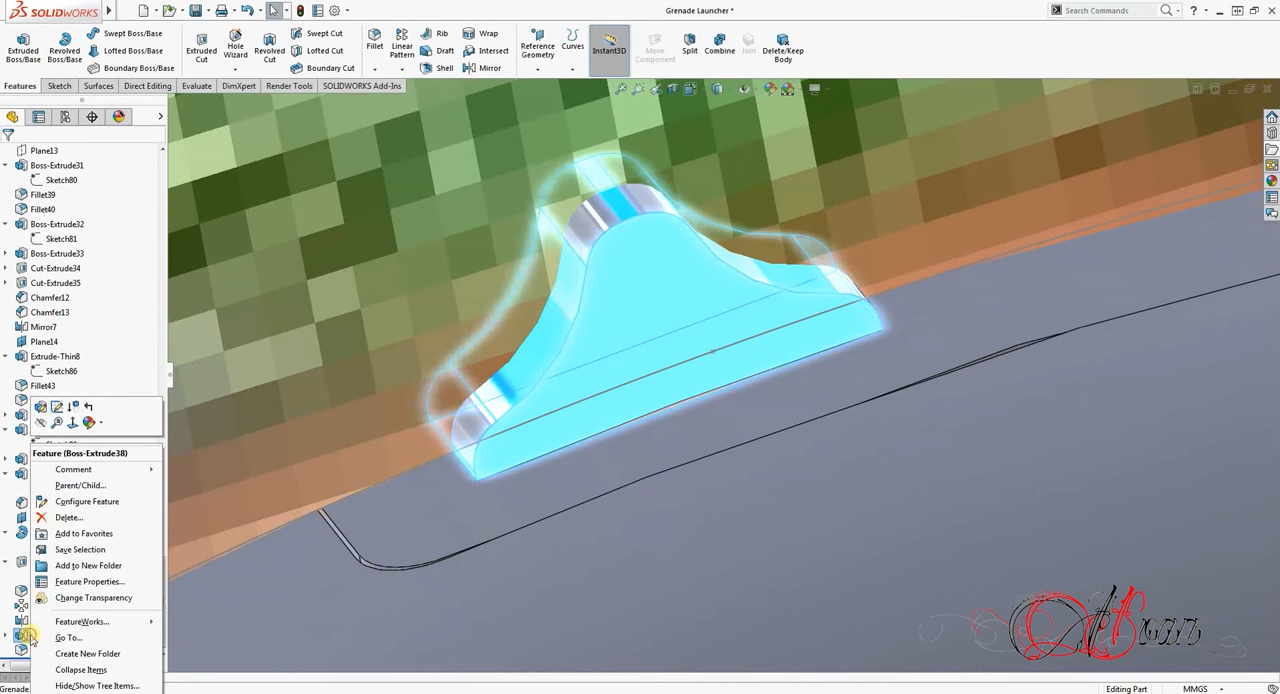 SOLIDWORKS
Grenade Launcher *
Search Commands
Extruded Boss/Base
Revolved Boss/Base
Swept Boss/Base
Lofted Boss/Base
Boundary Boss/Base
Extruded Cut
Hole Wizard
Revolved Cut
Swept Cut
Lofted Cut
Boundary Cut
Fillet
Linear Pattern
Rib
Draft
Shell
Wrap
Intersect
Mirror
Reference Geometry
Curves
Instant3D
Move Component
Split
Combine
Join
Delete/Keep Body
Features Sketch Surfaces Direct Editing Evaluate DimXpert Render Tools SOLIDWORKS Add-Ins
Plane13
Boss-Extrude31
Sketch80
Fillet39
Fillet40
Boss-Extrude32
Sketch81
Boss-Extrude33
Cut-Extrude34
Cut-Extrude35
Chamfer12
Chamfer13
Mirror7
Plane14
Extrude-Thin8
Sketch86
Fillet43
Feature (Boss-Extrude38)
Comment
Parent/Child...
Configure Feature
Delete...
Add to Favorites
Save Selection
Add to New Folder
Feature Properties...
Change Transparency
FeatureWorks...
Go To...
Create New Folder
Collapse Items
Hide/Show Tree Items...
Grenade
Editing Part
MMGS